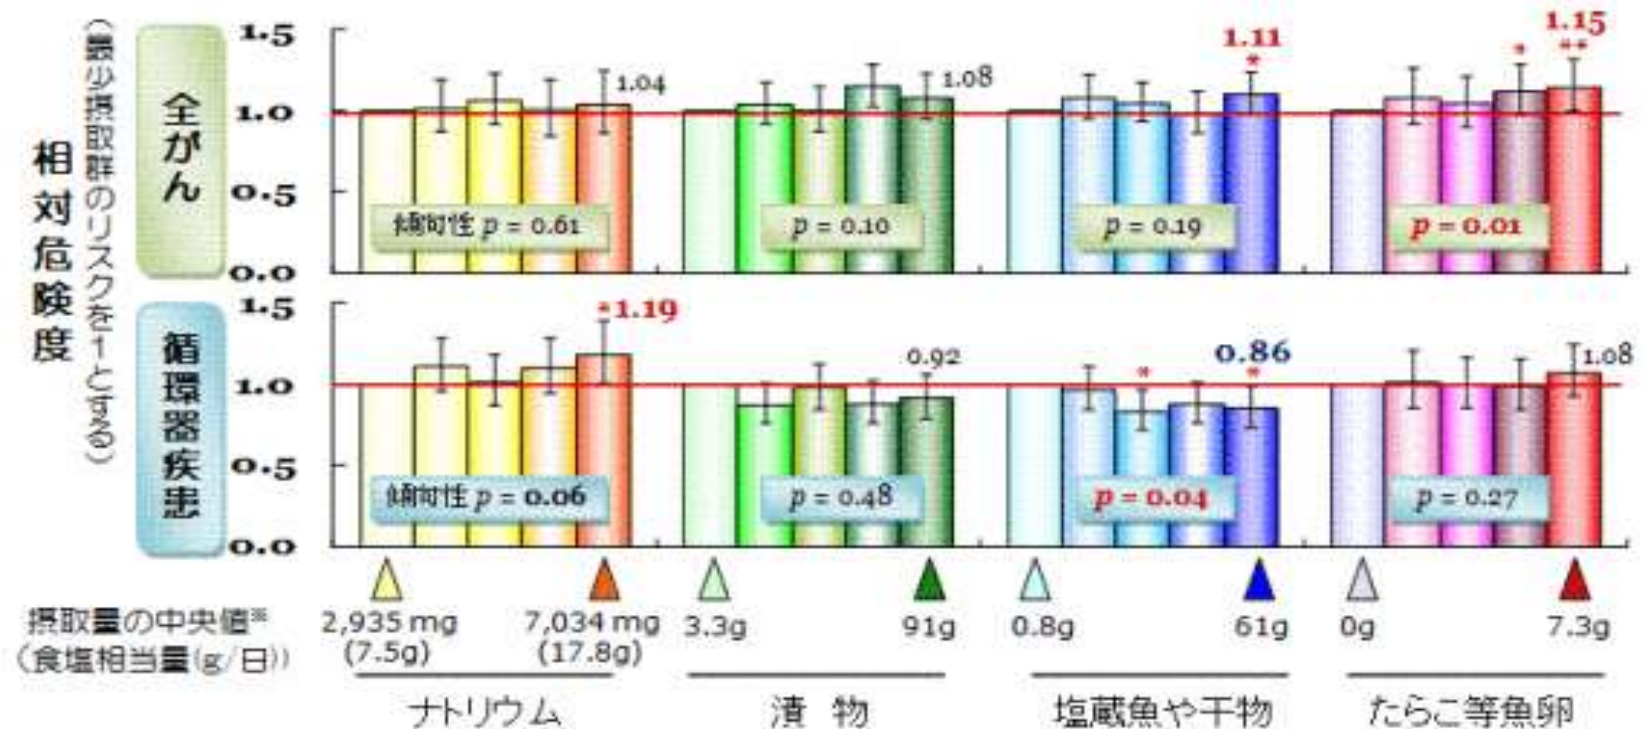 相対危険度
（最少摂取群のリスクを1とする）
全がん
1.5
1.0
0.5
0.0
1.04
傾向性 p = 0.61
1.08
p = 0.10
1.11
*
p = 0.19
*
1.15
**
p = 0.01
循環器疾患
1.5
1.0
0.5
0.0
*1.19
傾向性 p = 0.06
0.92
p = 0.48
*
0.86
*
p = 0.04
1.08
p = 0.27
摂取量の中央値※
（食塩相当量(g/日)）
2,935 mg
(7.5g)
7,034 mg
(17.8g)
3.3g
91g
0.8g
61g
0g
7.3g
ナトリウム
漬 物
塩蔵魚や干物
たらこ等魚卵